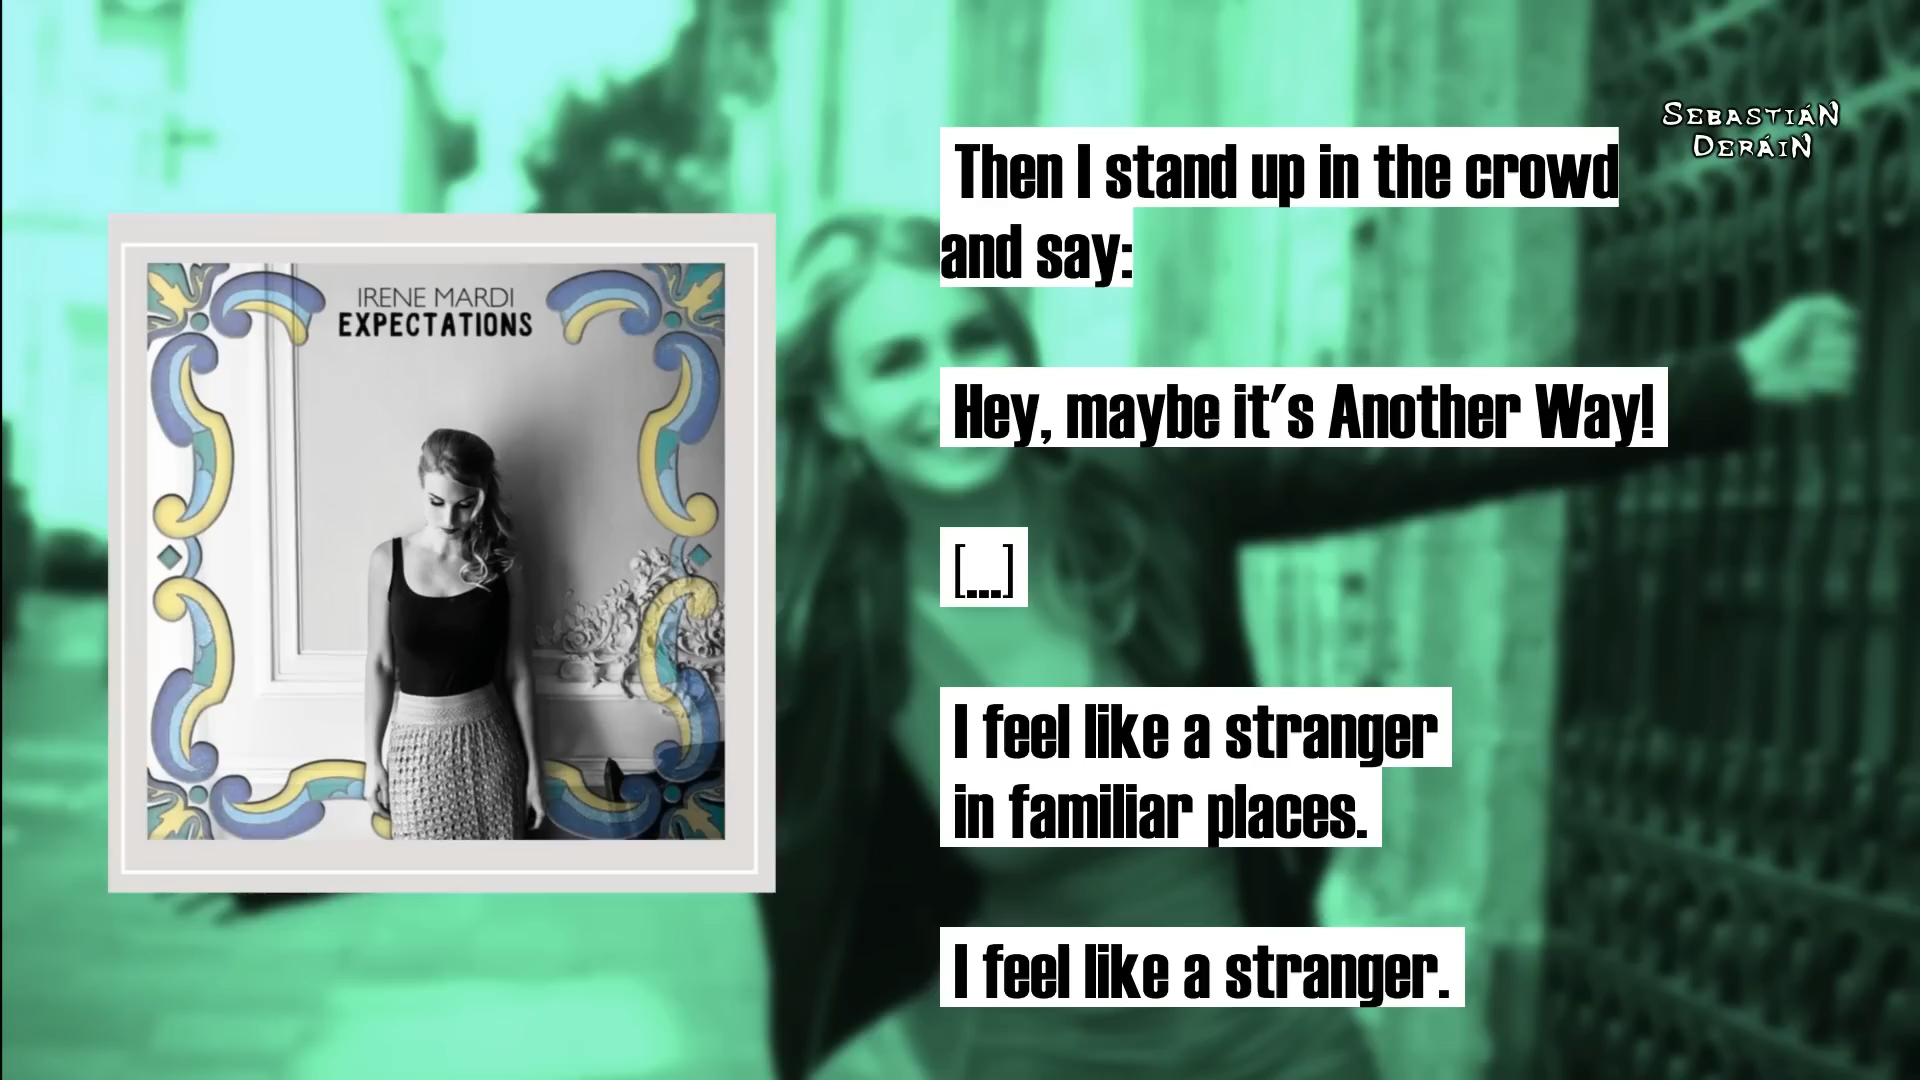 SEBASTIÁN
DERÁIN
IRENE MARDI
EXPECTATIONS
Then I stand up in the crowd
and say:
Hey, maybe it's Another Way!
[...]
I feel like a stranger
in familiar places.
I feel like a stranger.